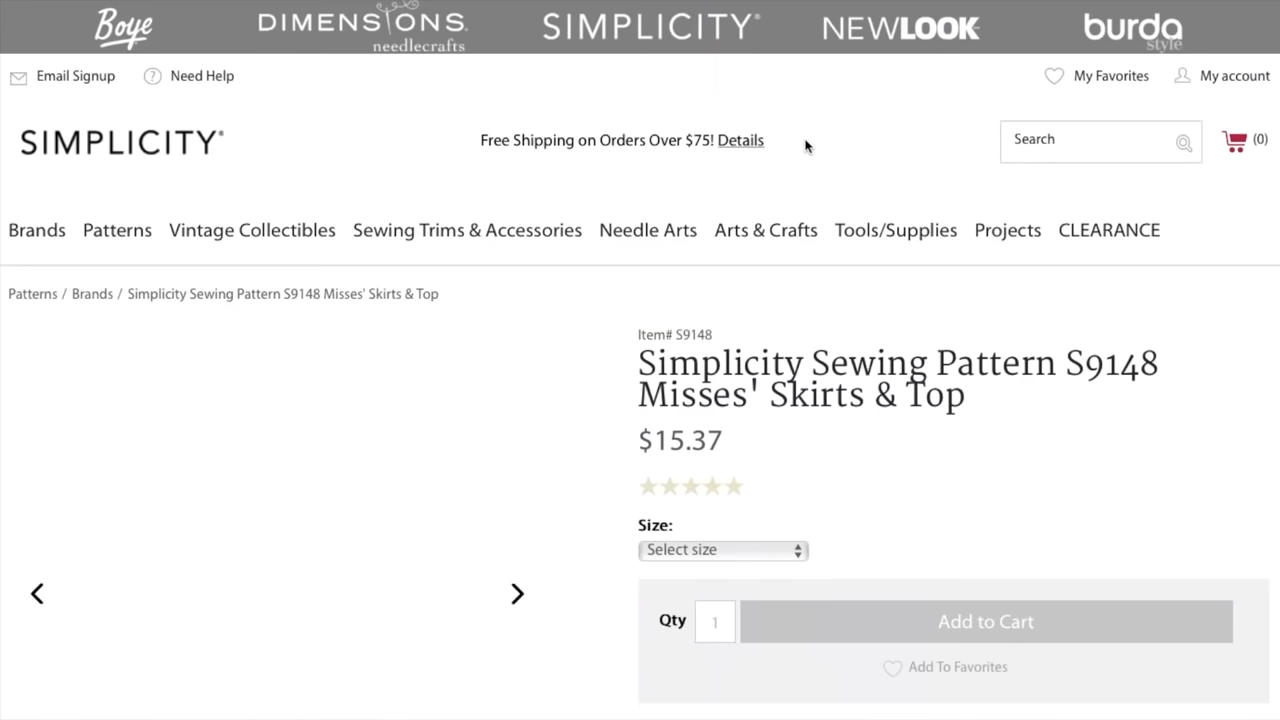 Boye
DIMENSIONS®
needlecrafts
SIMPLICITY®
NEWLOOK
burda
style
Email Signup
? Need Help
My Favorites
My account
SIMPLICITY®
Free Shipping on Orders Over $75! Details
Search
(0)
Brands Patterns Vintage Collectibles Sewing Trims & Accessories Needle Arts Arts & Crafts Tools/Supplies Projects CLEARANCE
Patterns / Brands / Simplicity Sewing Pattern S9148 Misses' Skirts & Top
Item# S9148
Simplicity Sewing Pattern S9148
Misses' Skirts & Top
$15.37
Size:
Select size
Qty 1 Add to Cart
Add To Favorites